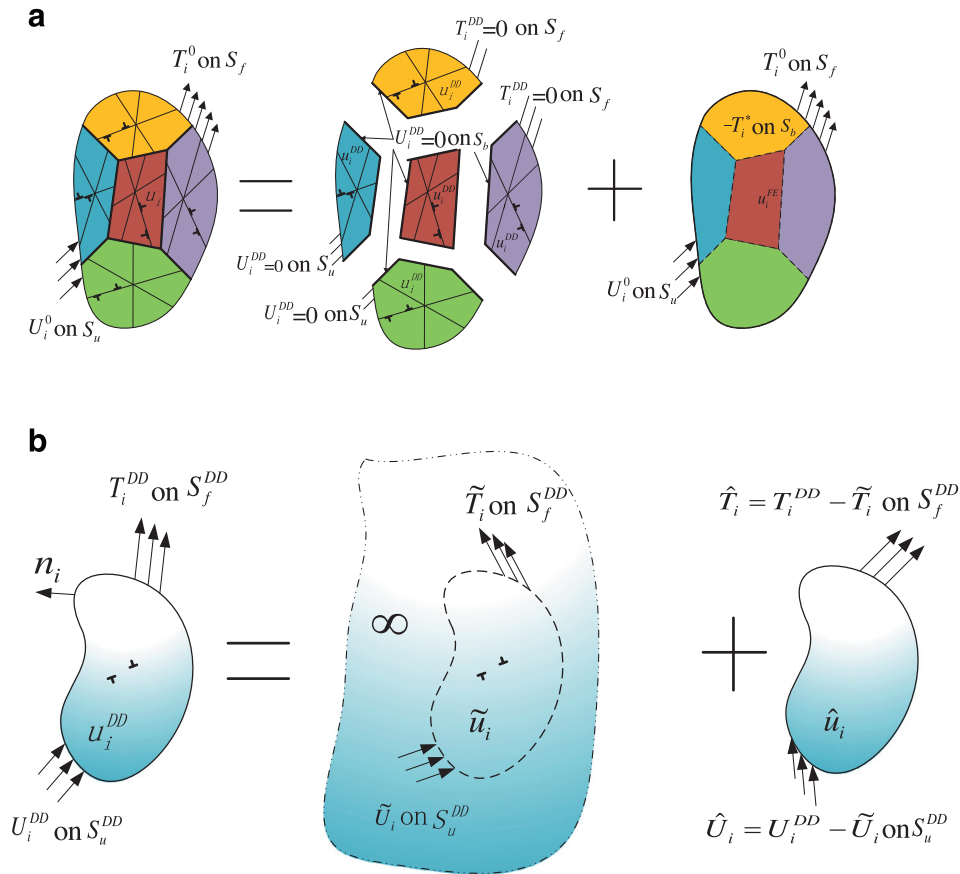 a
T_i^{DD}=0 on S_f
T_i^0 on S_f
T_i^0 on S_f
T_i^{DD}=0 on S_f
u_i^{DD}
-T_i^* on S_b
U_i^{DD}=0 on S_b
u_i^{DD}
u_i
u_i^{DD}
u_i^{FE}
u_i^{DD}
U_i^{DD}=0 on S_u
u_i^{DD}
U_i^0 on S_u
U_i^{DD}=0 on S_u
U_i^0 on S_u
b
T_i^{DD} on S_f^{DD}
T̃_i on S_f^{DD}
T̂_i = T_i^{DD} − T̃_i on S_f^{DD}
n_i
∞
u_i^{DD}
ũ_i
û_i
U_i^{DD} on S_u^{DD}
Ũ_i on S_u^{DD}
Û_i = U_i^{DD} − Ũ_i on S_u^{DD}